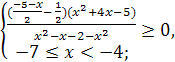 { ((-5-x)/2 - 1/2)(x²+4x-5) / (x²-x-2-x²) ≥ 0,
-7 ≤ x < -4;